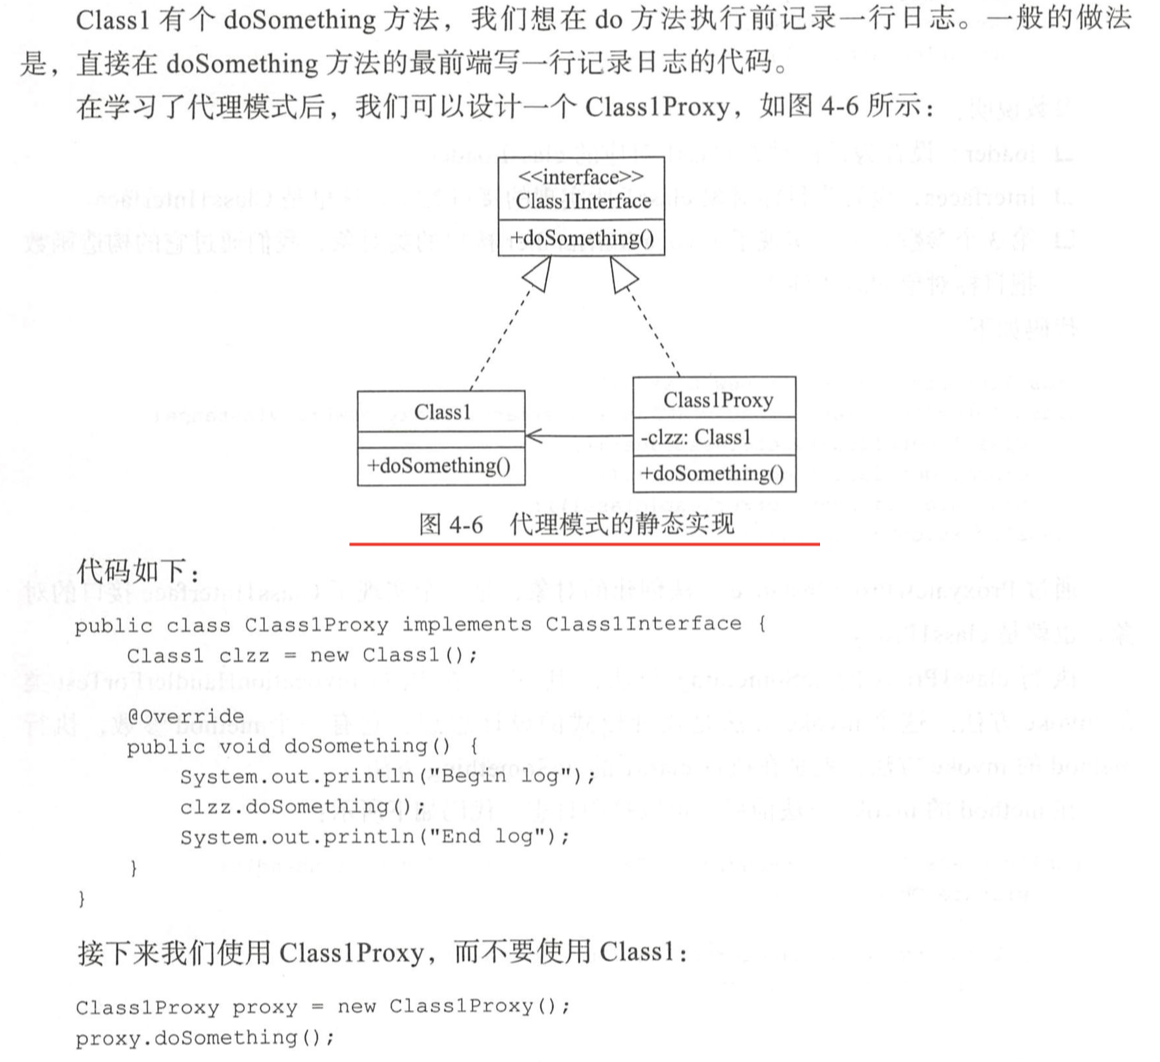 Class1 有个 doSomething 方法，我们想在 do 方法执行前记录一行日志。一般的做法
是，直接在 doSomething 方法的最前端写一行记录日志的代码。
在学习了代理模式后，我们可以设计一个 Class1Proxy，如图 4-6 所示：
<<interface>>
Class1Interface
+doSomething()
Class1
+doSomething()
Class1Proxy
-clzz: Class1
+doSomething()
图 4-6 代理模式的静态实现
代码如下：
public class Class1Proxy implements Class1Interface {
Class1 clzz = new Class1();
@Override
public void doSomething() {
System.out.println("Begin log");
clzz.doSomething();
System.out.println("End log");
}
}
接下来我们使用 Class1Proxy，而不要使用 Class1：
Class1Proxy proxy = new Class1Proxy();
proxy.doSomething();